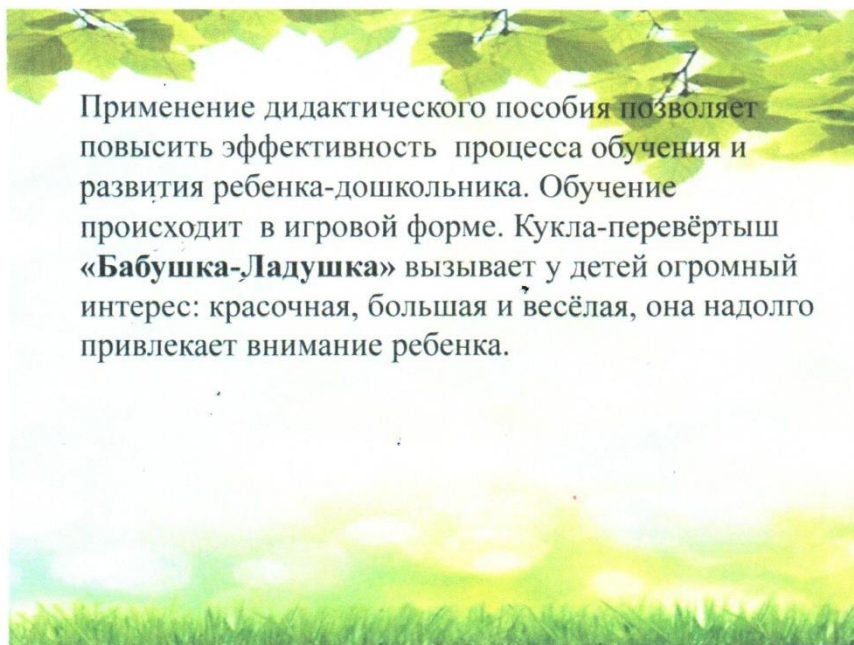 Применение дидактического пособия позволяет
повысить эффективность процесса обучения и
развития ребенка-дошкольника. Обучение
происходит в игровой форме. Кукла-перевёртыш
«Бабушка-Ладушка» вызывает у детей огромный
интерес: красочная, большая и весёлая, она надолго
привлекает внимание ребенка.